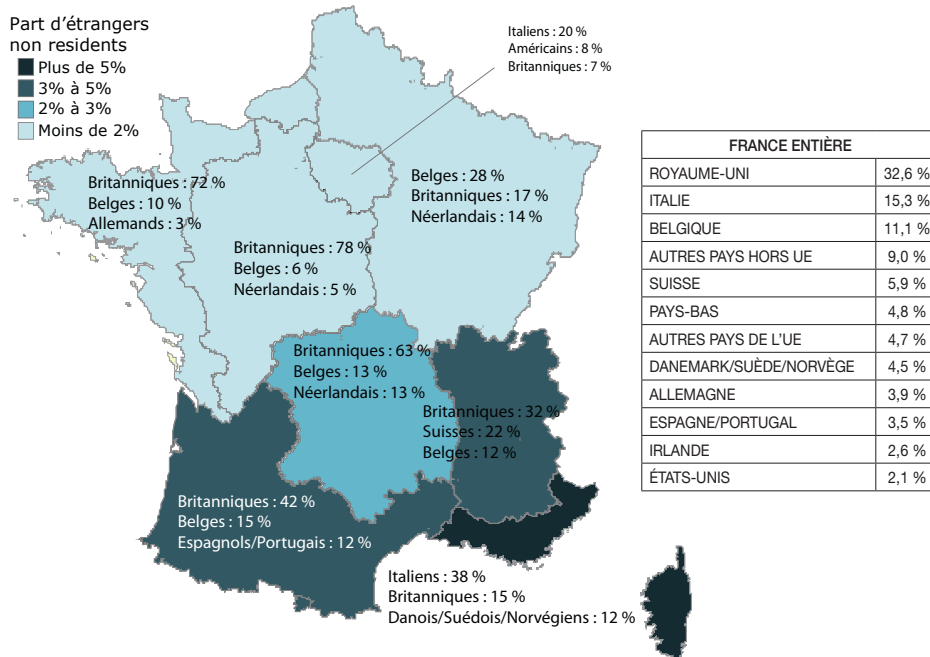 Part d'étrangers
non residents
Plus de 5%
3% à 5%
2% à 3%
Moins de 2%
Italiens : 20 %
Américains : 8 %
Britanniques : 7 %
Britanniques : 72 %
Belges : 10 %
Allemands : 3 %
Belges : 28 %
Britanniques : 17 %
Néerlandais : 14 %
Britanniques : 78 %
Belges : 6 %
Néerlandais : 5 %
Britanniques : 63 %
Belges : 13 %
Néerlandais : 13 %
Britanniques : 32 %
Suisses : 22 %
Belges : 12 %
Britanniques : 42 %
Belges : 15 %
Espagnols/Portugais : 12 %
Italiens : 38 %
Britanniques : 15 %
Danois/Suédois/Norvégiens : 12 %
FRANCE ENTIÈRE
ROYAUME-UNI 32,6 %
ITALIE 15,3 %
BELGIQUE 11,1 %
AUTRES PAYS HORS UE 9,0 %
SUISSE 5,9 %
PAYS-BAS 4,8 %
AUTRES PAYS DE L'UE 4,7 %
DANEMARK/SUÈDE/NORVÈGE 4,5 %
ALLEMAGNE 3,9 %
ESPAGNE/PORTUGAL 3,5 %
IRLANDE 2,6 %
ÉTATS-UNIS 2,1 %